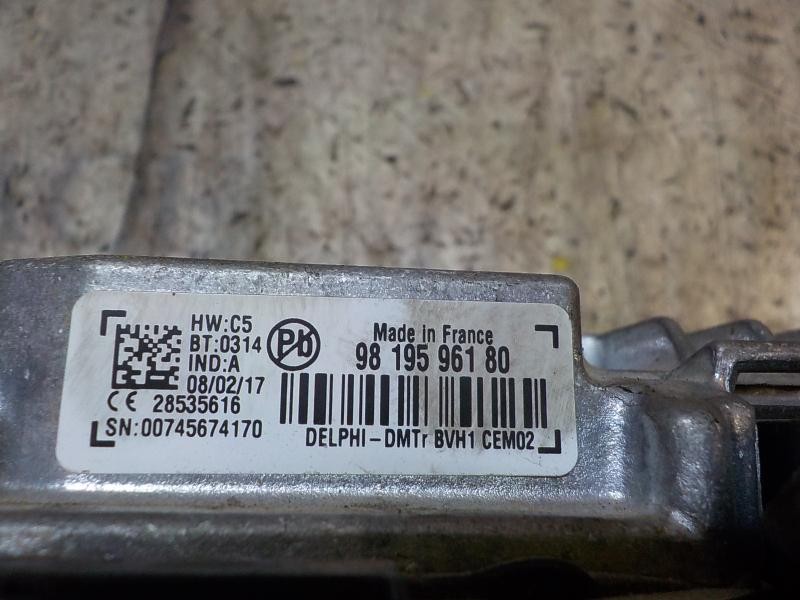 HW:C5
BT:0314
IND:A
08/02/17
CE 28535616
SN:00745674170
Pb
Made in France
98 195 961 80
DELPHI-DMTr BVH1 CEM02